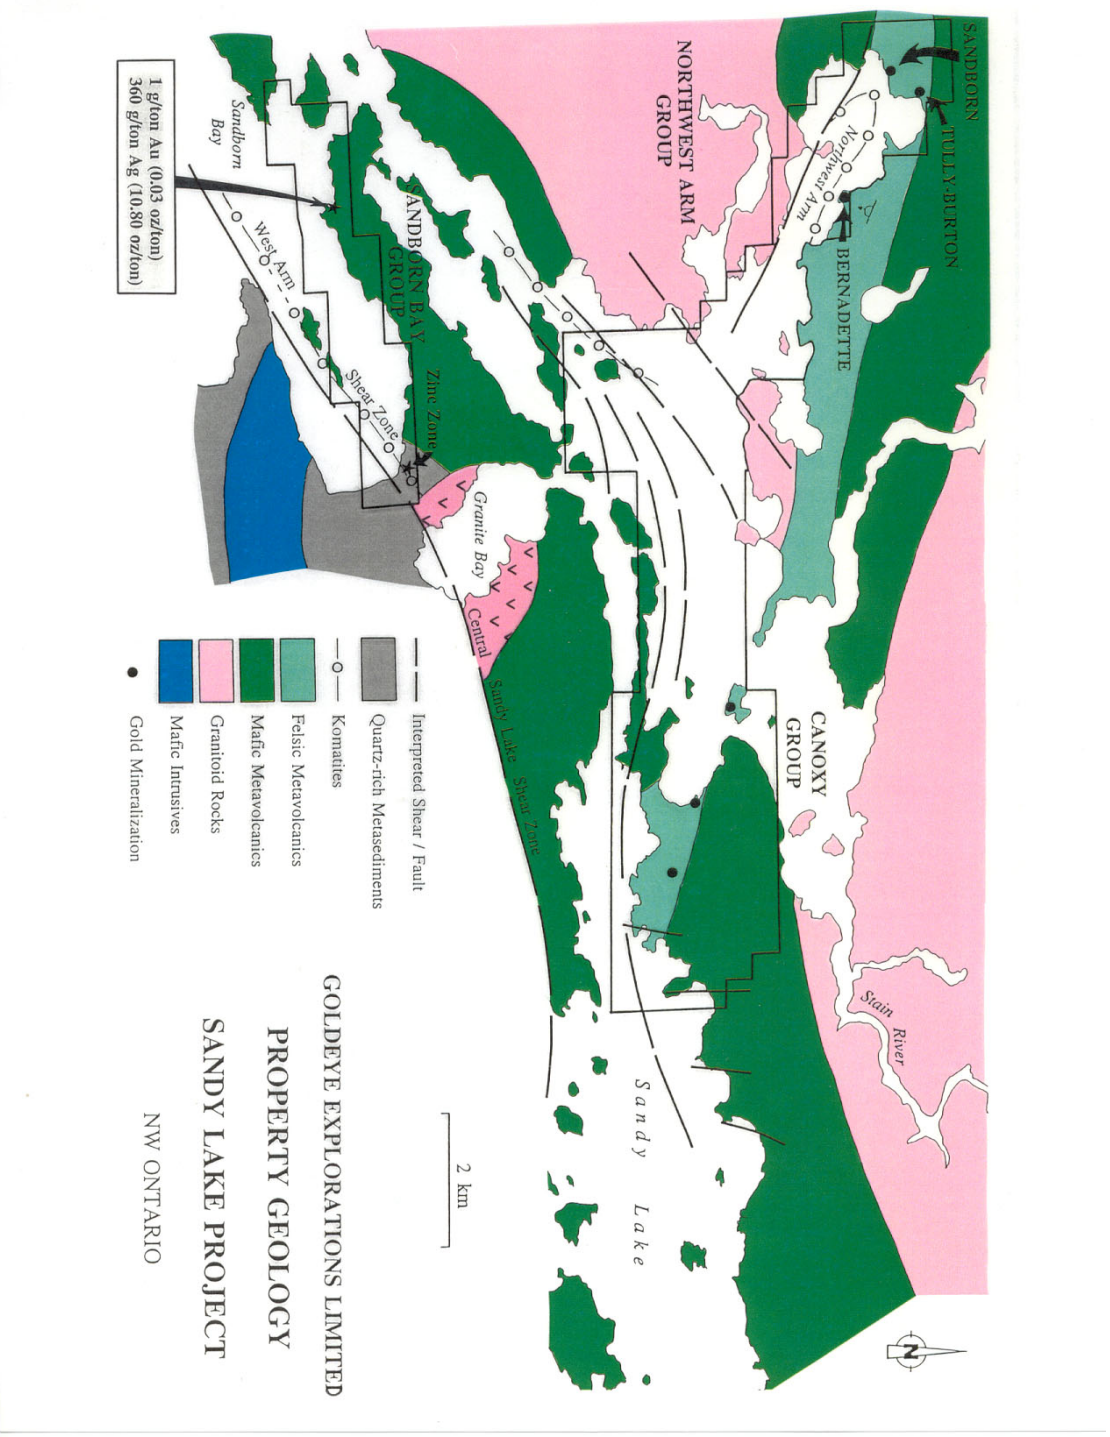 SANDBORN
TULLY-BURTON
BERNADETTE
Northwest Arm
NORTHWEST ARM
GROUP
CANOXY
GROUP
Stain
River
Sandy Lake
SANDBORN BAY
GROUP
Zinc Zone
Sandborn
Bay
West Arm
Shear Zone
Granite Bay
Central
Sandy Lake Shear Zone
1 g/ton Au (0.03 oz/ton)
360 g/ton Ag (10.80 oz/ton)
Interpreted Shear / Fault
Quartz-rich Metasediments
Komatites
Felsic Metavolcanics
Mafic Metavolcanics
Granitoid Rocks
Mafic Intrusives
Gold Mineralization
2 km
GOLDEYE EXPLORATIONS LIMITED
PROPERTY GEOLOGY
SANDY LAKE PROJECT
NW ONTARIO
N